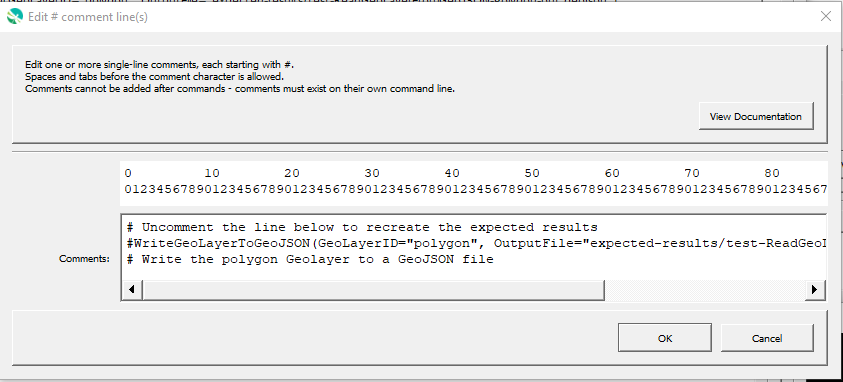 Edit # comment line(s)
Edit one or more single-line comments, each starting with #.
Spaces and tabs before the comment character is allowed.
Comments cannot be added after commands - comments must exist on their own command line.
View Documentation
0 10 20 30 40 50 60 70 80
0123456789012345678901234567890123456789012345678901234567890123456789012345678901234567
Comments:
# Uncomment the line below to recreate the expected results
#WriteGeoLayerToGeoJSON(GeoLayerID="polygon", OutputFile="expected-results/test-ReadGeoI
# Write the polygon Geolayer to a GeoJSON file
OK
Cancel